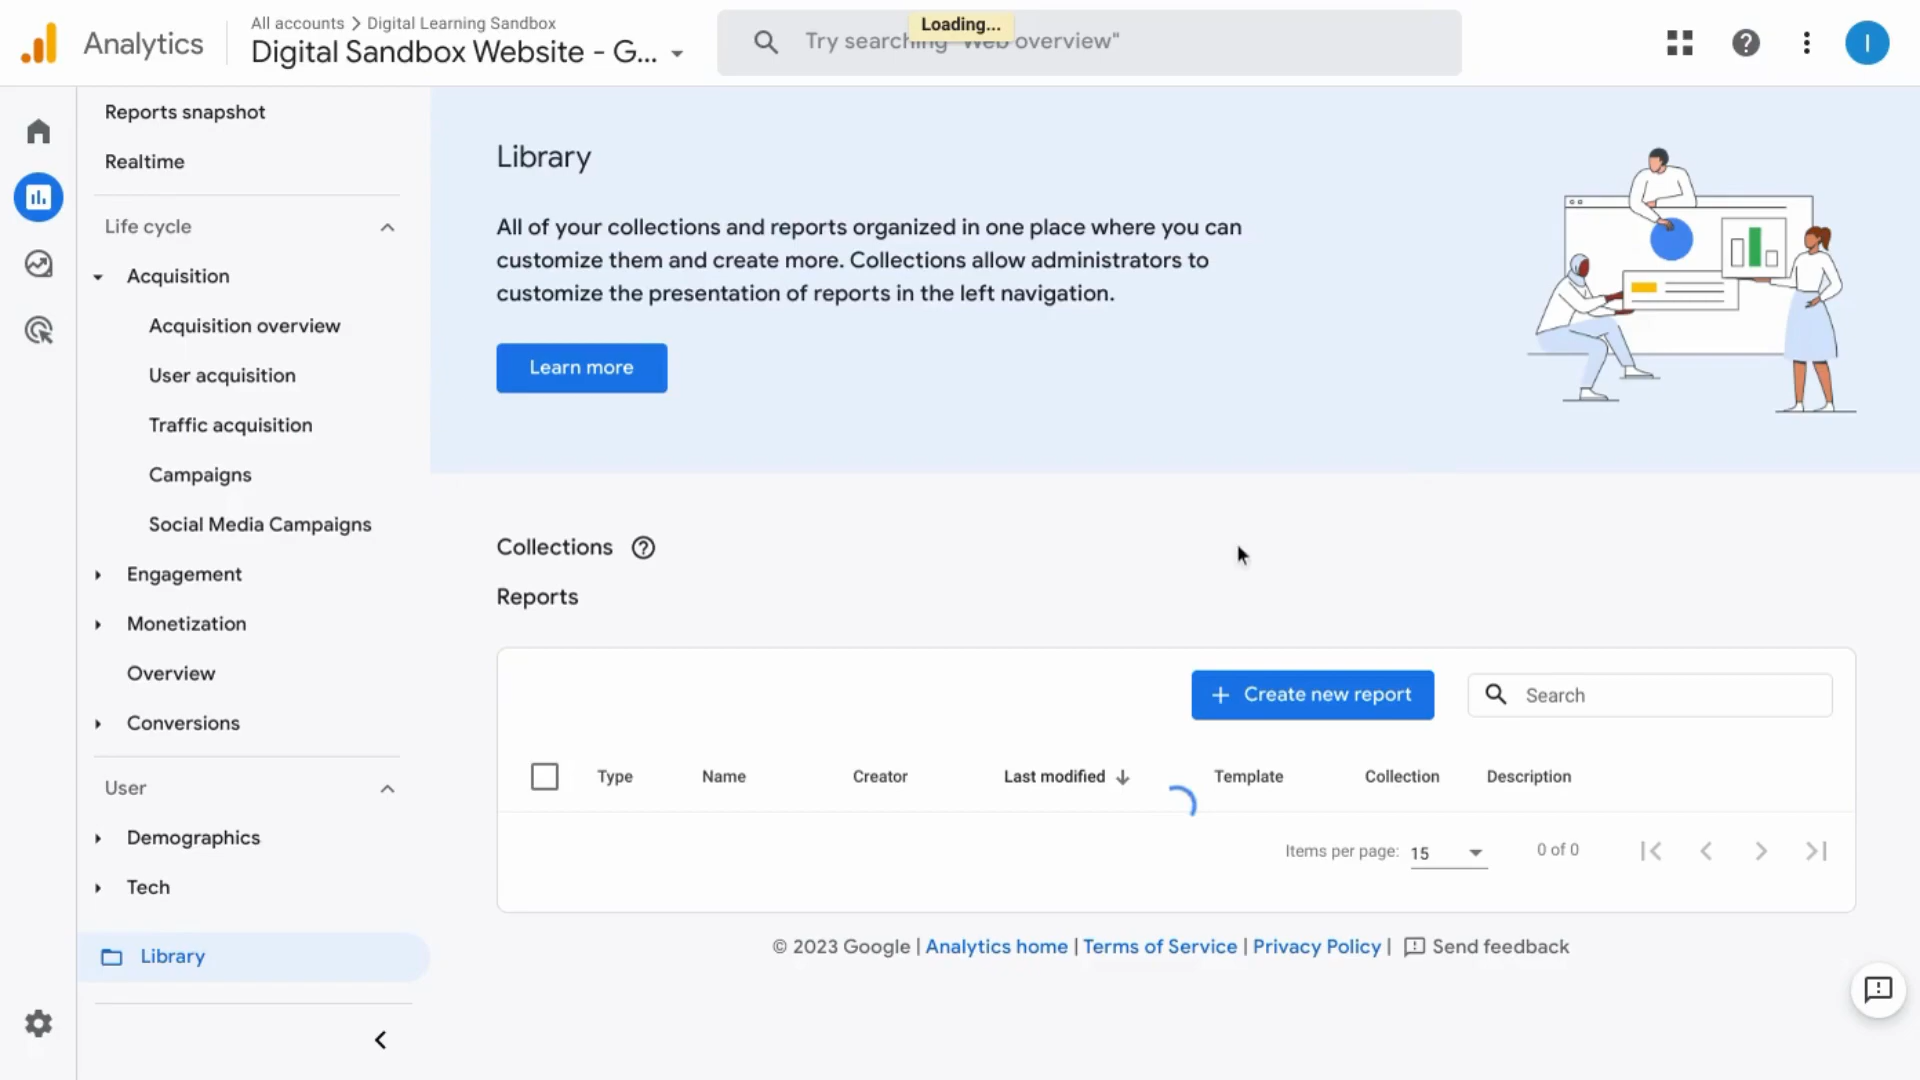 Analytics
All accounts > Digital Learning Sandbox
Digital Sandbox Website - G...
Try searching "Web overview"
Loading...
I
Reports snapshot
Realtime
Life cycle
Acquisition
Acquisition overview
User acquisition
Traffic acquisition
Campaigns
Social Media Campaigns
Engagement
Monetization
Overview
Conversions
User
Demographics
Tech
Library
Library
All of your collections and reports organized in one place where you can
customize them and create more. Collections allow administrators to
customize the presentation of reports in the left navigation.
Learn more
Collections
Reports
+ Create new report
Search
Type Name Creator Last modified Template Collection Description
Items per page: 15 0 of 0
© 2023 Google | Analytics home | Terms of Service | Privacy Policy | Send feedback